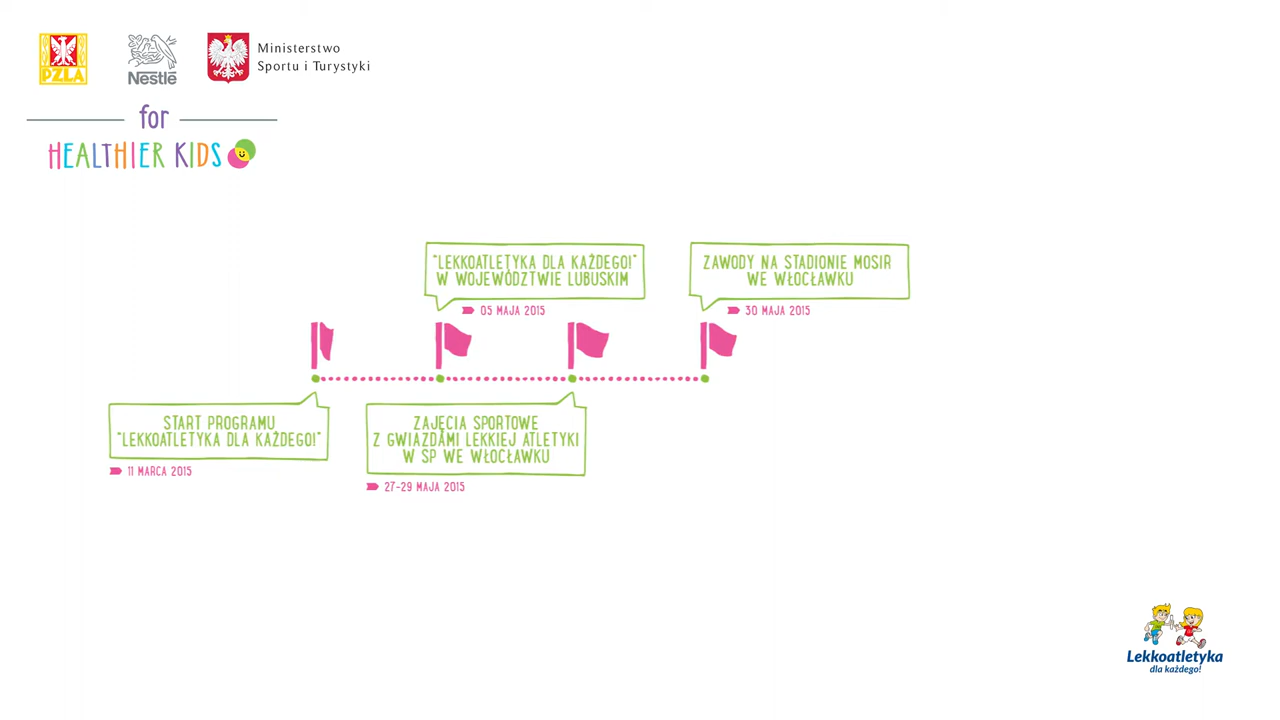 PZLA
Nestlé
Ministerstwo
Sportu i Turystyki
for
HEALTHIER KIDS
"LEKKOATLETYKA DLA KAŻDEGO!"
W WOJEWÓDZTWIE LUBUSKIM
05 MAJA 2015
ZAWODY NA STADIONIE MOSIR
WE WŁOCŁAWKU
30 MAJA 2015
START PROGRAMU
"LEKKOATLETYKA DLA KAŻDEGO!"
11 MARCA 2015
ZAJĘCIA SPORTOWE
Z GWIAZDAMI LEKKIEJ ATLETYKI
W SP WE WŁOCŁAWKU
27-29 MAJA 2015
Lekkoatletyka
dla każdego!